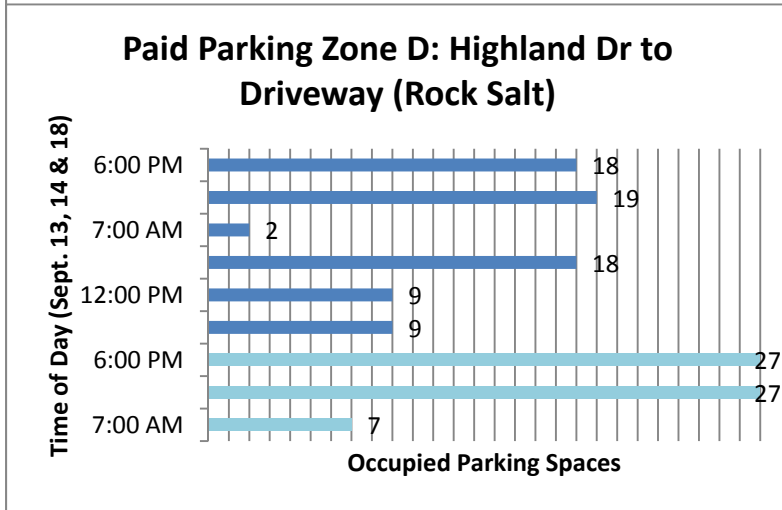 Paid Parking Zone D: Highland Dr to
Driveway (Rock Salt)
Time of Day (Sept. 13, 14 & 18)
6:00 PM
18
19
7:00 AM
2
18
12:00 PM
9
9
6:00 PM
27
27
7:00 AM
7
Occupied Parking Spaces